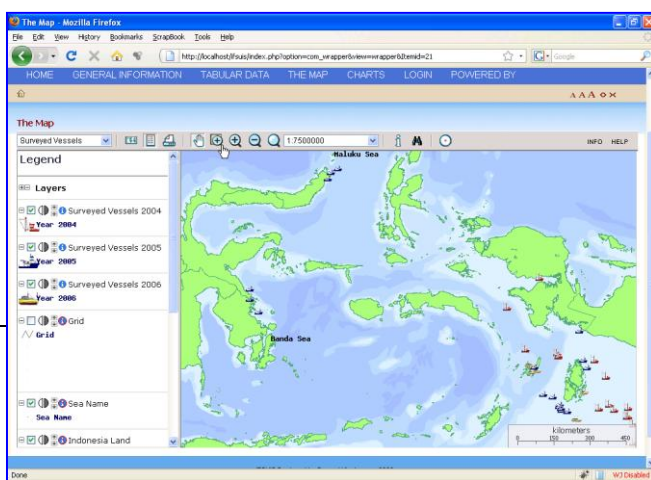 The Map - Mozilla Firefox
File Edit View History Bookmarks ScrapBook Tools Help
http://localhost/ifsuis/index.php?option=com_wrapper&view=wrapper&Itemid=21
Google
HOME GENERAL INFORMATION TABULAR DATA THE MAP CHARTS LOGIN POWERED BY
A A A
The Map
Surveyed Vessels 1:7500000 INFO HELP
Legend
Layers
Surveyed Vessels 2004
Year 2004
Surveyed Vessels 2005
Year 2005
Surveyed Vessels 2006
Year 2006
Grid
Grid
Sea Name
Sea Name
Indonesia Land
Maluku Sea
Banda Sea
kilometers
0 150 300 450
Done
WJ Disabled